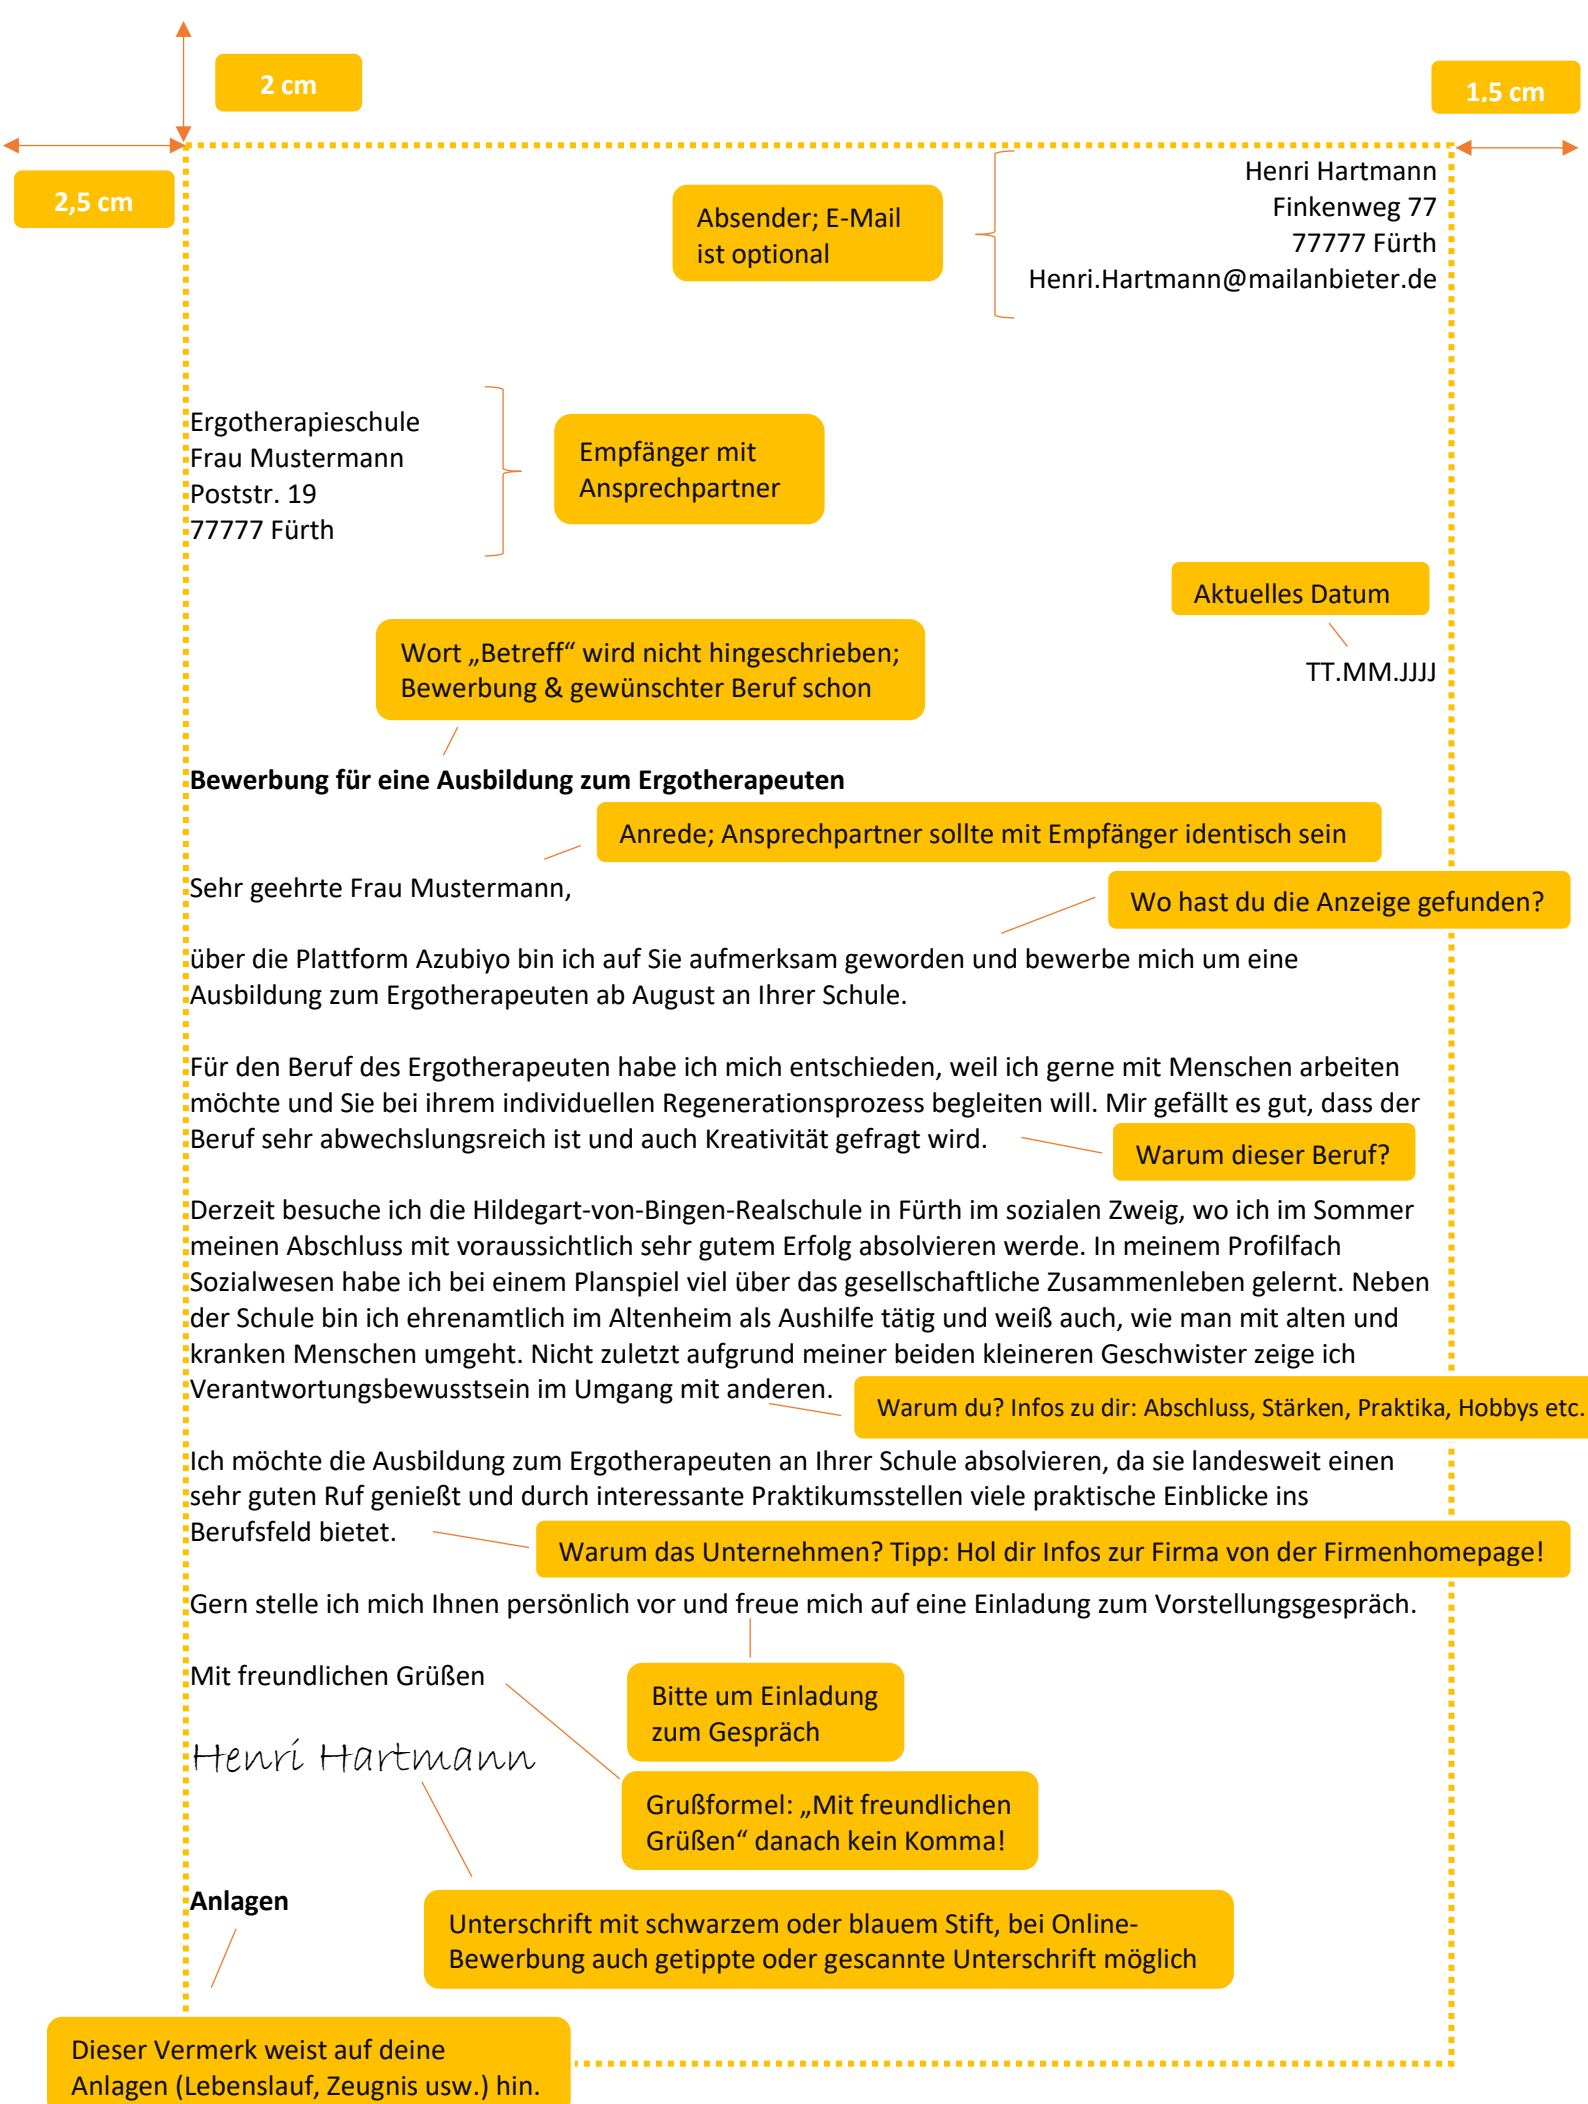 2 cm
1,5 cm
2,5 cm
Absender; E-Mail
ist optional
Henri Hartmann
Finkenweg 77
77777 Fürth
Henri.Hartmann@mailanbieter.de
Ergotherapieschule
Frau Mustermann
Poststr. 19
77777 Fürth
Empfänger mit
Ansprechpartner
Aktuelles Datum
TT.MM.JJJJ
Wort „Betreff“ wird nicht hingeschrieben;
Bewerbung & gewünschter Beruf schon
Bewerbung für eine Ausbildung zum Ergotherapeuten
Anrede; Ansprechpartner sollte mit Empfänger identisch sein
Sehr geehrte Frau Mustermann,
Wo hast du die Anzeige gefunden?
über die Plattform Azubiyo bin ich auf Sie aufmerksam geworden und bewerbe mich um eine
Ausbildung zum Ergotherapeuten ab August an Ihrer Schule.
Für den Beruf des Ergotherapeuten habe ich mich entschieden, weil ich gerne mit Menschen arbeiten
möchte und Sie bei ihrem individuellen Regenerationsprozess begleiten will. Mir gefällt es gut, dass der
Beruf sehr abwechslungsreich ist und auch Kreativität gefragt wird.
Warum dieser Beruf?
Derzeit besuche ich die Hildegart-von-Bingen-Realschule in Fürth im sozialen Zweig, wo ich im Sommer
meinen Abschluss mit voraussichtlich sehr gutem Erfolg absolvieren werde. In meinem Profilfach
Sozialwesen habe ich bei einem Planspiel viel über das gesellschaftliche Zusammenleben gelernt. Neben
der Schule bin ich ehrenamtlich im Altenheim als Aushilfe tätig und weiß auch, wie man mit alten und
kranken Menschen umgeht. Nicht zuletzt aufgrund meiner beiden kleineren Geschwister zeige ich
Verantwortungsbewusstsein im Umgang mit anderen.
Warum du? Infos zu dir: Abschluss, Stärken, Praktika, Hobbys etc.
Ich möchte die Ausbildung zum Ergotherapeuten an Ihrer Schule absolvieren, da sie landesweit einen
sehr guten Ruf genießt und durch interessante Praktikumsstellen viele praktische Einblicke ins
Berufsfeld bietet.
Warum das Unternehmen? Tipp: Hol dir Infos zur Firma von der Firmenhomepage!
Gern stelle ich mich Ihnen persönlich vor und freue mich auf eine Einladung zum Vorstellungsgespräch.
Mit freundlichen Grüßen
Bitte um Einladung
zum Gespräch
Henri Hartmann
Grußformel: „Mit freundlichen
Grüßen“ danach kein Komma!
Anlagen
Unterschrift mit schwarzem oder blauem Stift, bei Online-
Bewerbung auch getippte oder gescannte Unterschrift möglich
Dieser Vermerk weist auf deine
Anlagen (Lebenslauf, Zeugnis usw.) hin.